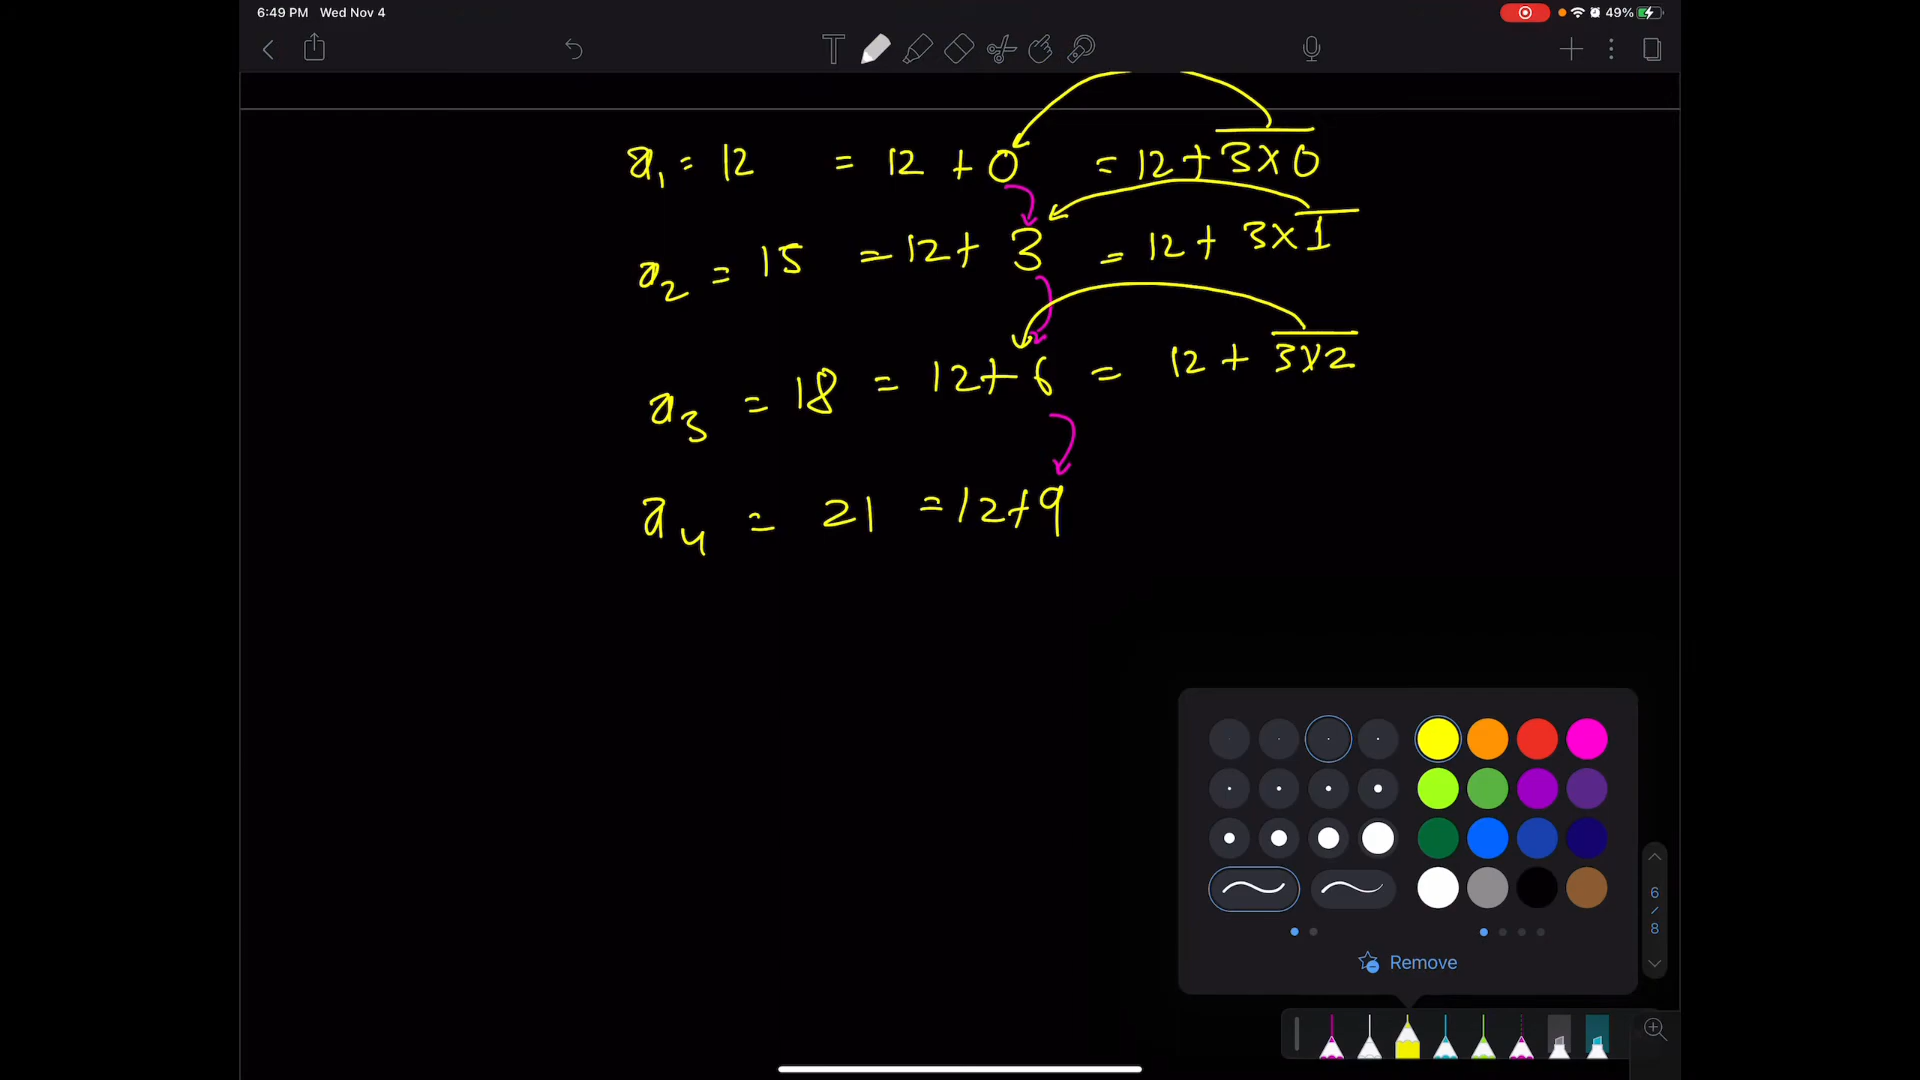 6:49 PM Wed Nov 4
49%
T
a₁ = 12 = 12 + 0 = 12 + 3×0
a₂ = 15 = 12 + 3 = 12 + 3×1
a₃ = 18 = 12 + 6 = 12 + 3×2
a₄ = 21 = 12 + 9
6
/
8
Remove